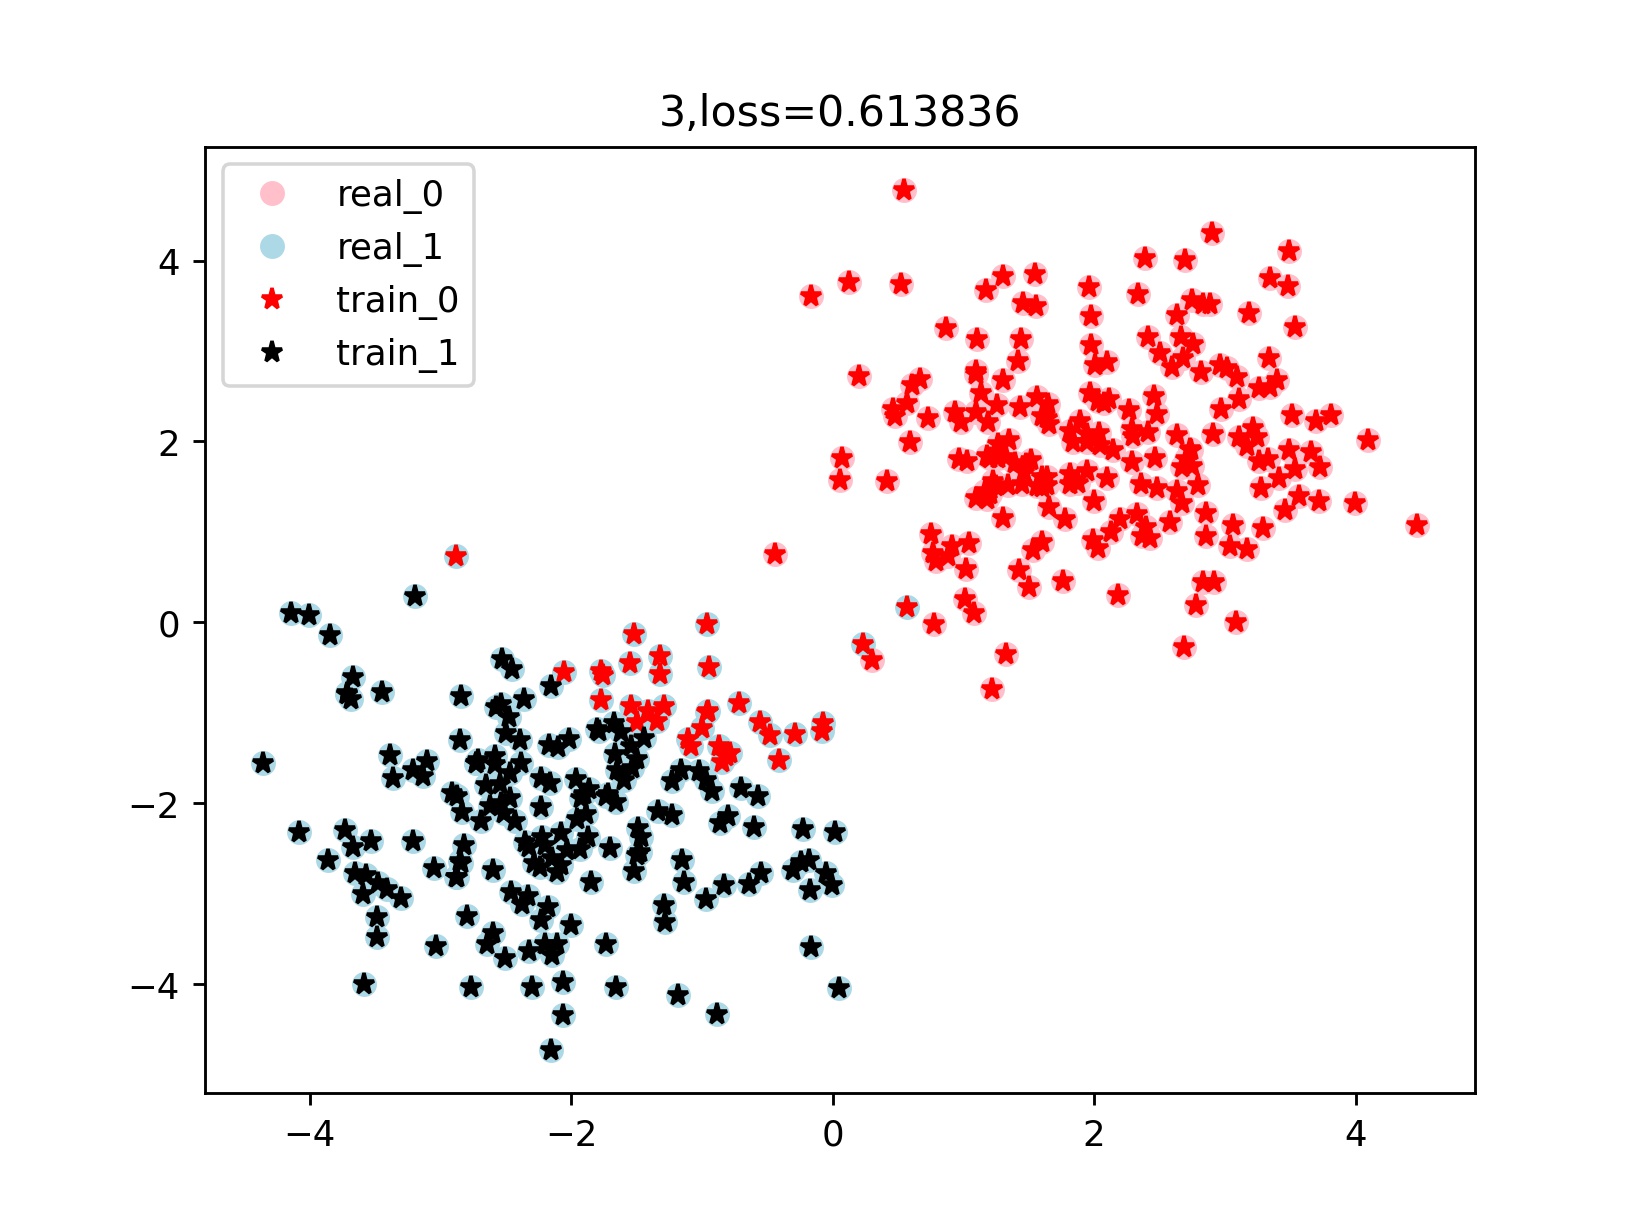 3,loss=0.613836
real_0
real_1
train_0
train_1
4
2
0
−2
−4
−4 −2 0 2 4